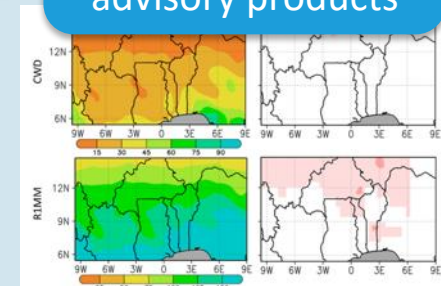 advisory products
CWD
12N
9N
6N
9W 6W 3W 0 3E 6E 9E 9W 6W 3W 0 3E 6E 9E
15 30 45 60 75 90
R1MM
12N
9N
6N
9W 6W 3W 0 3E 6E 9E 9W 6W 3W 0 3E 6E 9E